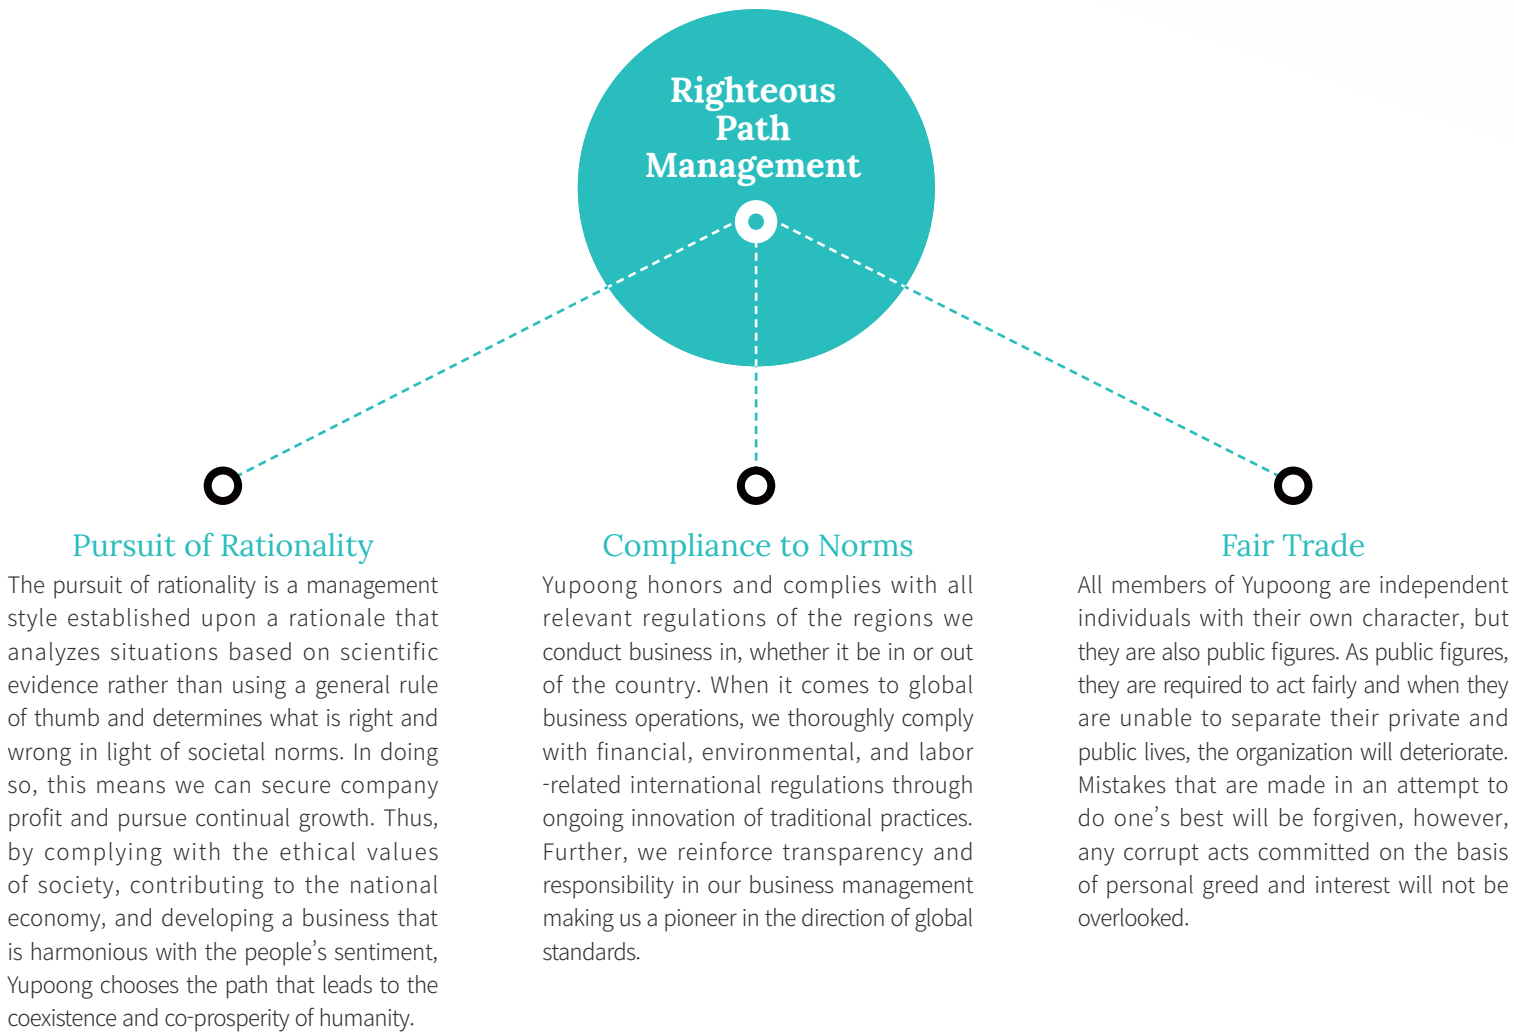 Righteous
Path
Management
Pursuit of Rationality
The pursuit of rationality is a management
style established upon a rationale that
analyzes situations based on scientific
evidence rather than using a general rule
of thumb and determines what is right and
wrong in light of societal norms. In doing
so, this means we can secure company
profit and pursue continual growth. Thus,
by complying with the ethical values
of society, contributing to the national
economy, and developing a business that
is harmonious with the people's sentiment,
Yupoong chooses the path that leads to the
coexistence and co-prosperity of humanity.
Compliance to Norms
Yupoong honors and complies with all
relevant regulations of the regions we
conduct business in, whether it be in or out
of the country. When it comes to global
business operations, we thoroughly comply
with financial, environmental, and labor
-related international regulations through
ongoing innovation of traditional practices.
Further, we reinforce transparency and
responsibility in our business management
making us a pioneer in the direction of global
standards.
Fair Trade
All members of Yupoong are independent
individuals with their own character, but
they are also public figures. As public figures,
they are required to act fairly and when they
are unable to separate their private and
public lives, the organization will deteriorate.
Mistakes that are made in an attempt to
do one's best will be forgiven, however,
any corrupt acts committed on the basis
of personal greed and interest will not be
overlooked.